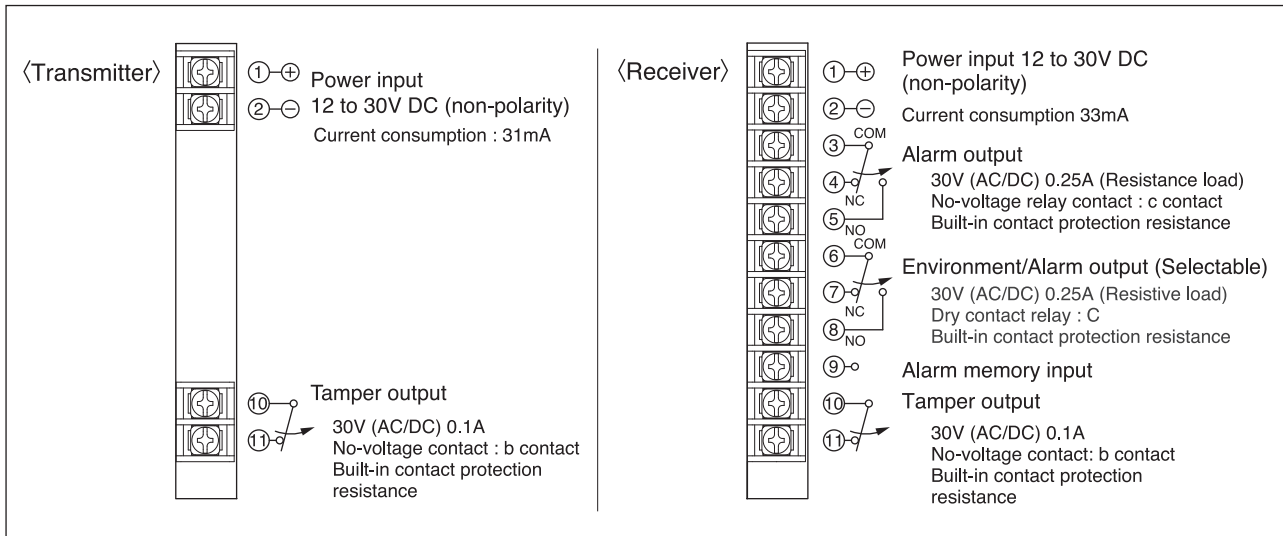 〈Transmitter〉
①-⊕ Power input
②-⊖ 12 to 30V DC (non-polarity)
Current consumption : 31mA
⑩ Tamper output
⑪ 30V (AC/DC) 0.1A
No-voltage contact : b contact
Built-in contact protection
resistance
〈Receiver〉
①-⊕ Power input 12 to 30V DC
(non-polarity)
②-⊖ Current consumption 33mA
③ COM
Alarm output
④ NC 30V (AC/DC) 0.25A (Resistance load)
No-voltage relay contact : c contact
⑤ NO Built-in contact protection resistance
⑥ COM
Environment/Alarm output (Selectable)
⑦ NC 30V (AC/DC) 0.25A (Resistive load)
Dry contact relay : C
⑧ NO Built-in contact protection resistance
⑨ Alarm memory input
⑩ Tamper output
⑪ 30V (AC/DC) 0.1A
No-voltage contact: b contact
Built-in contact protection
resistance